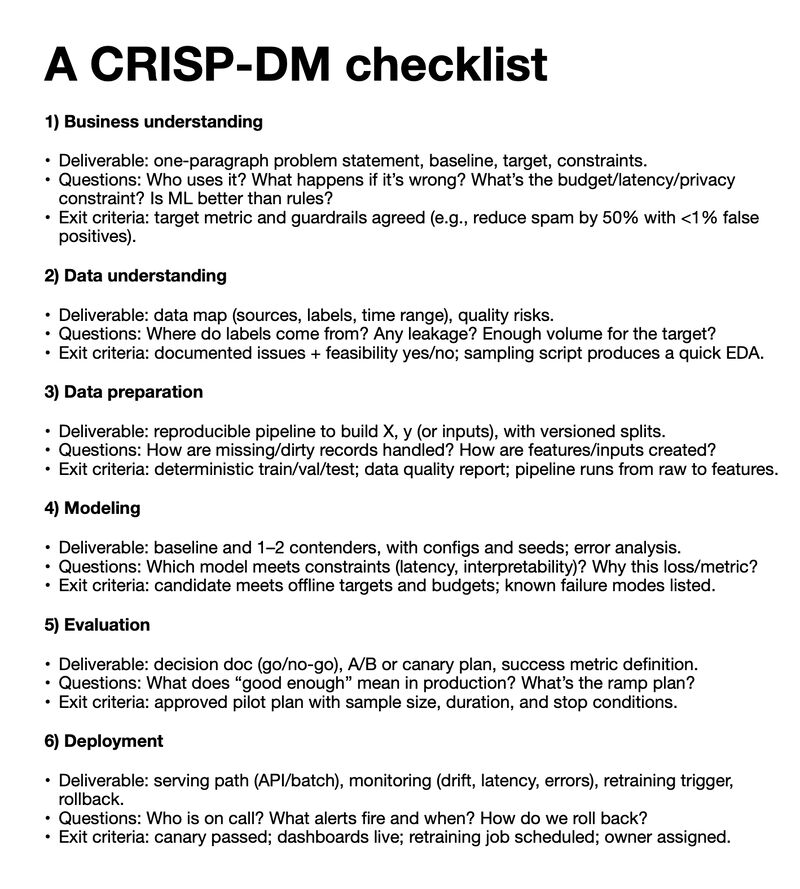 A CRISP-DM checklist
1) Business understanding
• Deliverable: one-paragraph problem statement, baseline, target, constraints.
• Questions: Who uses it? What happens if it’s wrong? What’s the budget/latency/privacy
constraint? Is ML better than rules?
• Exit criteria: target metric and guardrails agreed (e.g., reduce spam by 50% with <1% false
positives).
2) Data understanding
• Deliverable: data map (sources, labels, time range), quality risks.
• Questions: Where do labels come from? Any leakage? Enough volume for the target?
• Exit criteria: documented issues + feasibility yes/no; sampling script produces a quick EDA.
3) Data preparation
• Deliverable: reproducible pipeline to build X, y (or inputs), with versioned splits.
• Questions: How are missing/dirty records handled? How are features/inputs created?
• Exit criteria: deterministic train/val/test; data quality report; pipeline runs from raw to features.
4) Modeling
• Deliverable: baseline and 1–2 contenders, with configs and seeds; error analysis.
• Questions: Which model meets constraints (latency, interpretability)? Why this loss/metric?
• Exit criteria: candidate meets offline targets and budgets; known failure modes listed.
5) Evaluation
• Deliverable: decision doc (go/no-go), A/B or canary plan, success metric definition.
• Questions: What does “good enough” mean in production? What’s the ramp plan?
• Exit criteria: approved pilot plan with sample size, duration, and stop conditions.
6) Deployment
• Deliverable: serving path (API/batch), monitoring (drift, latency, errors), retraining trigger,
rollback.
• Questions: Who is on call? What alerts fire and when? How do we roll back?
• Exit criteria: canary passed; dashboards live; retraining job scheduled; owner assigned.